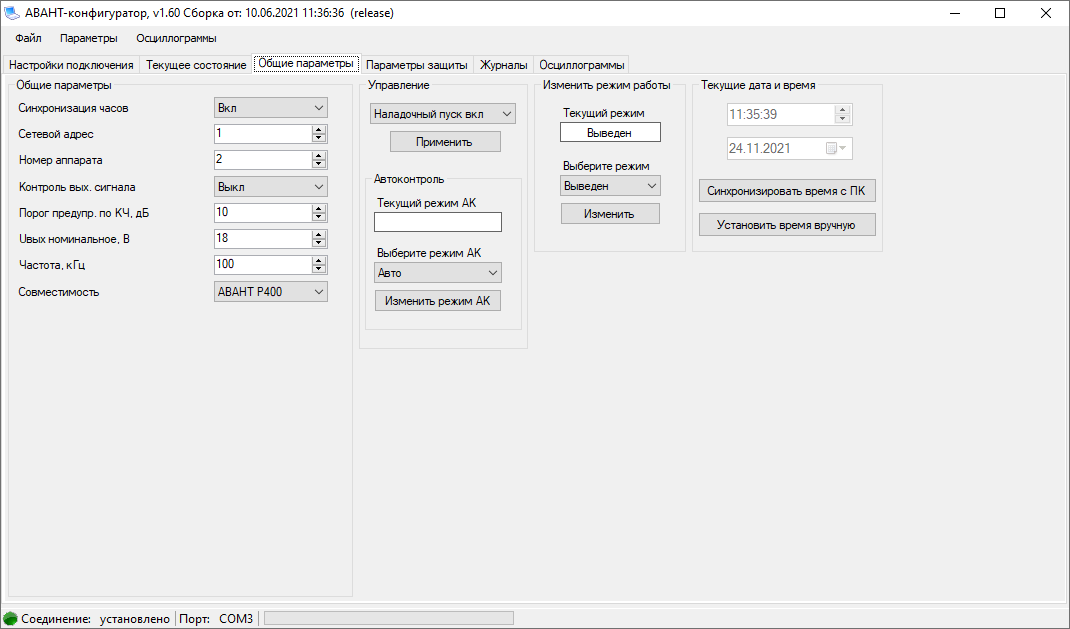 АВАНТ-конфигуратор, v1.60 Сборка от: 10.06.2021 11:36:36 (release)
Файл Параметры Осциллограммы
Настройки подключения Текущее состояние Общие параметры Параметры защиты Журналы Осциллограммы
Общие параметры
Синхронизация часов Вкл
Сетевой адрес 1
Номер аппарата 2
Контроль вых. сигнала Выкл
Порог предупр. по КЧ, дБ 10
Uвых номинальное, В 18
Частота, кГц 100
Совместимость АВАНТ Р400
Управление
Наладочный пуск вкл
Применить
Автоконтроль
Текущий режим АК
Выберите режим АК
Авто
Изменить режим АК
Изменить режим работы
Текущий режим
Выведен
Выберите режим
Выведен
Изменить
Текущие дата и время
11:35:39
24.11.2021
Синхронизировать время с ПК
Установить время вручную
Соединение: установлено Порт: COM3